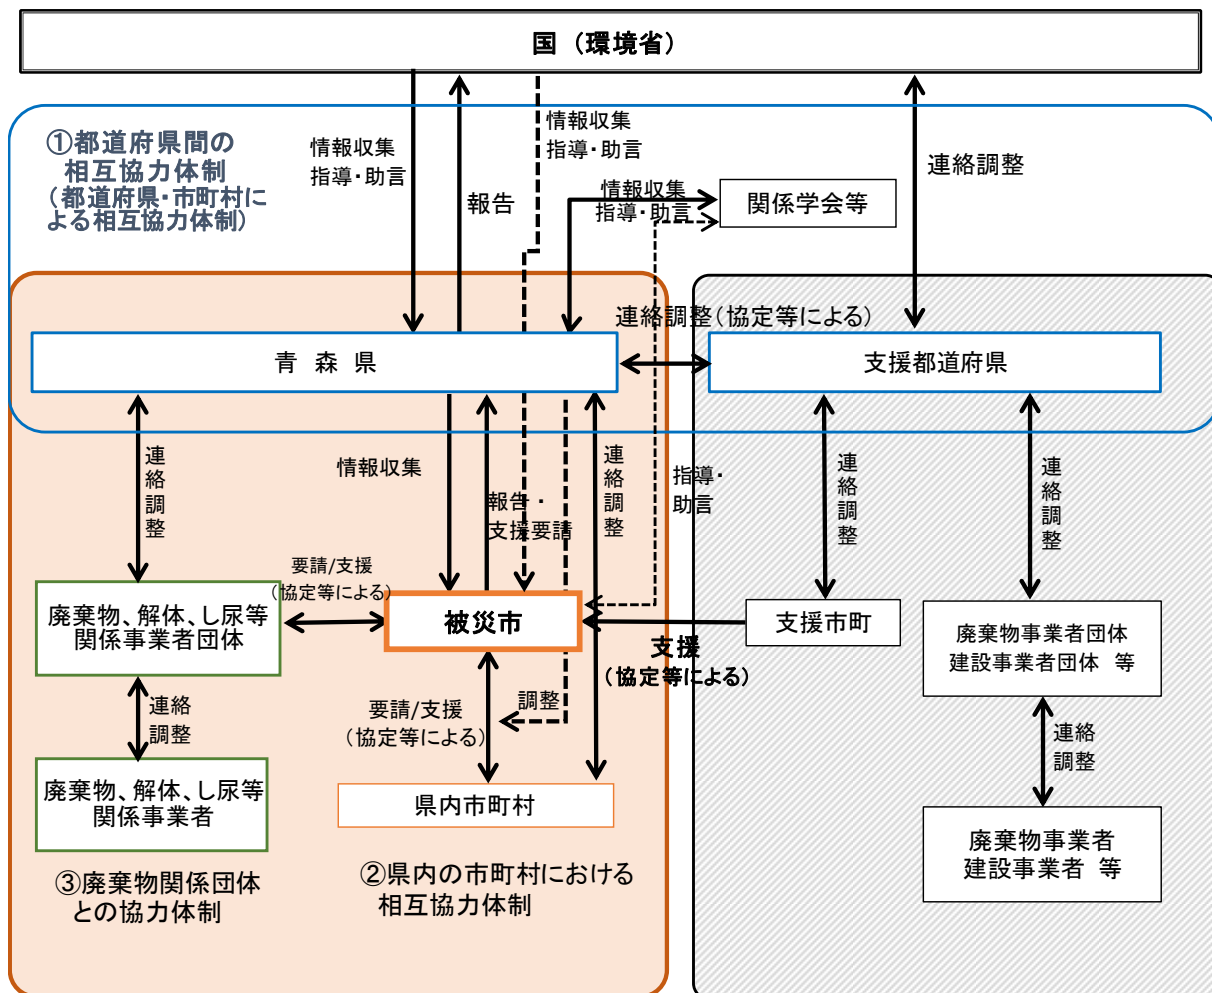 国 (環境省)
①都道府県間の
相互協力体制
(都道府県・市町村に
よる相互協力体制)
情報収集
指導・助言
報告
情報収集
指導・助言
情報収集
指導・助言
関係学会等
連絡調整
連絡調整(協定等による)
青 森 県
支援都道府県
連絡調整
情報収集
報告・
支援要請
連絡調整
指導・
助言
連絡調整
連絡調整
要請/支援
(協定等による)
廃棄物、解体、し尿等
関係事業者団体
被災市
支援
(協定等による)
支援市町
廃棄物事業者団体
建設事業者団体 等
連絡
調整
要請/支援
(協定等による)
調整
連絡
調整
廃棄物、解体、し尿等
関係事業者
県内市町村
廃棄物事業者
建設事業者 等
③廃棄物関係団体
との協力体制
②県内の市町村における
相互協力体制